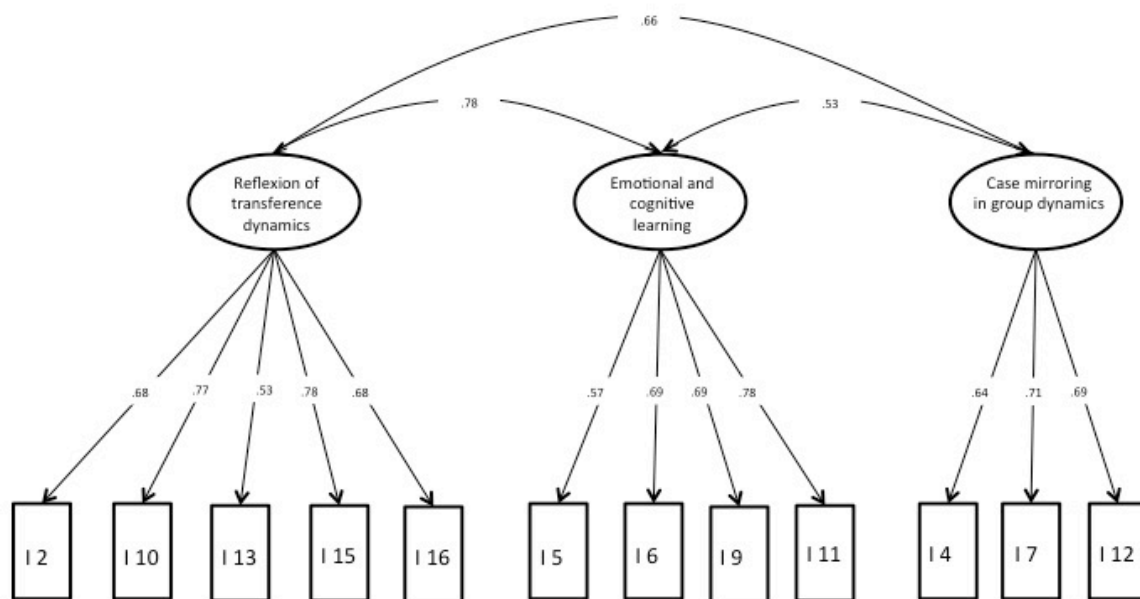 .66
.78
.53
Reflexion of
transference
dynamics
Emotional and
cognitive
learning
Case mirroring
in group dynamics
.68
.77
.53
.78
.68
.57
.69
.69
.78
.64
.71
.69
I 2
I 10
I 13
I 15
I 16
I 5
I 6
I 9
I 11
I 4
I 7
I 12